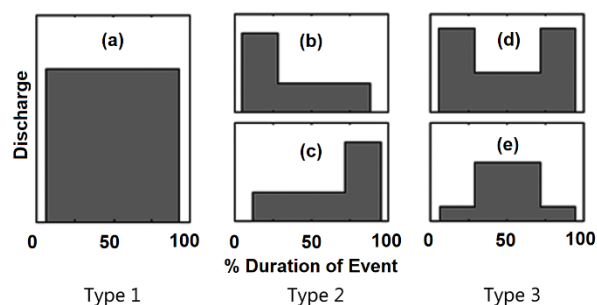 (a)
(b)
(d)
(c)
(e)
Discharge
0 50 100 0 50 100 0 50 100
% Duration of Event
Type 1 Type 2 Type 3